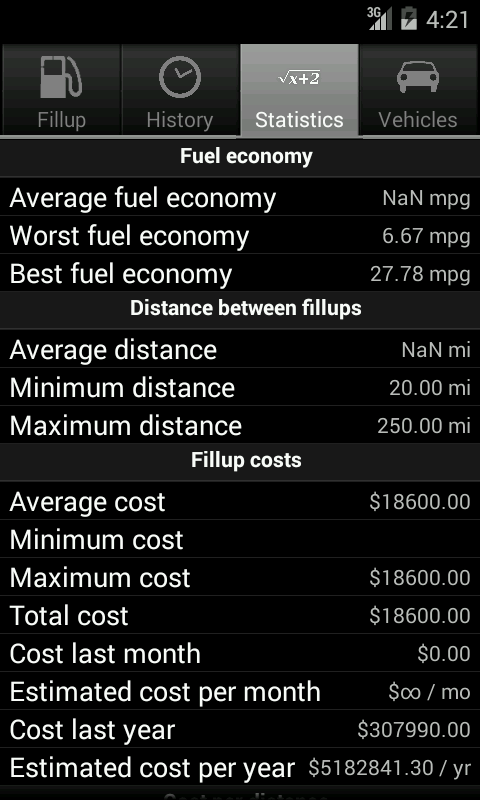 3G 4:21
√x+2
Fillup History Statistics Vehicles
Fuel economy
Average fuel economy NaN mpg
Worst fuel economy 6.67 mpg
Best fuel economy 27.78 mpg
Distance between fillups
Average distance NaN mi
Minimum distance 20.00 mi
Maximum distance 250.00 mi
Fillup costs
Average cost $18600.00
Minimum cost
Maximum cost $18600.00
Total cost $18600.00
Cost last month $0.00
Estimated cost per month $∞ / mo
Cost last year $307990.00
Estimated cost per year $5182841.30 / yr
Cost per distance